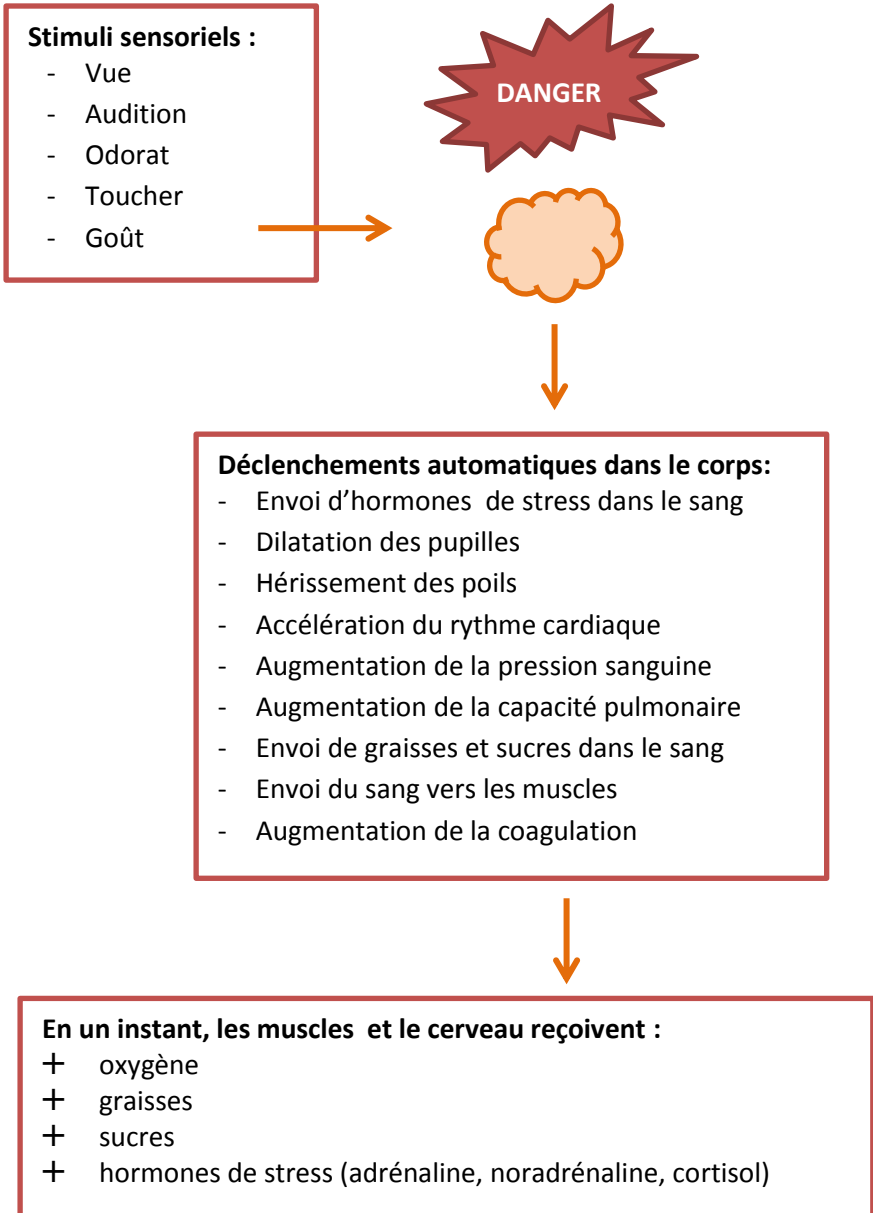 Stimuli sensoriels :
- Vue
- Audition
- Odorat
- Toucher
- Goût
DANGER
Déclenchements automatiques dans le corps:
- Envoi d’hormones de stress dans le sang
- Dilatation des pupilles
- Hérissement des poils
- Accélération du rythme cardiaque
- Augmentation de la pression sanguine
- Augmentation de la capacité pulmonaire
- Envoi de graisses et sucres dans le sang
- Envoi du sang vers les muscles
- Augmentation de la coagulation
En un instant, les muscles et le cerveau reçoivent :
+ oxygène
+ graisses
+ sucres
+ hormones de stress (adrénaline, noradrénaline, cortisol)